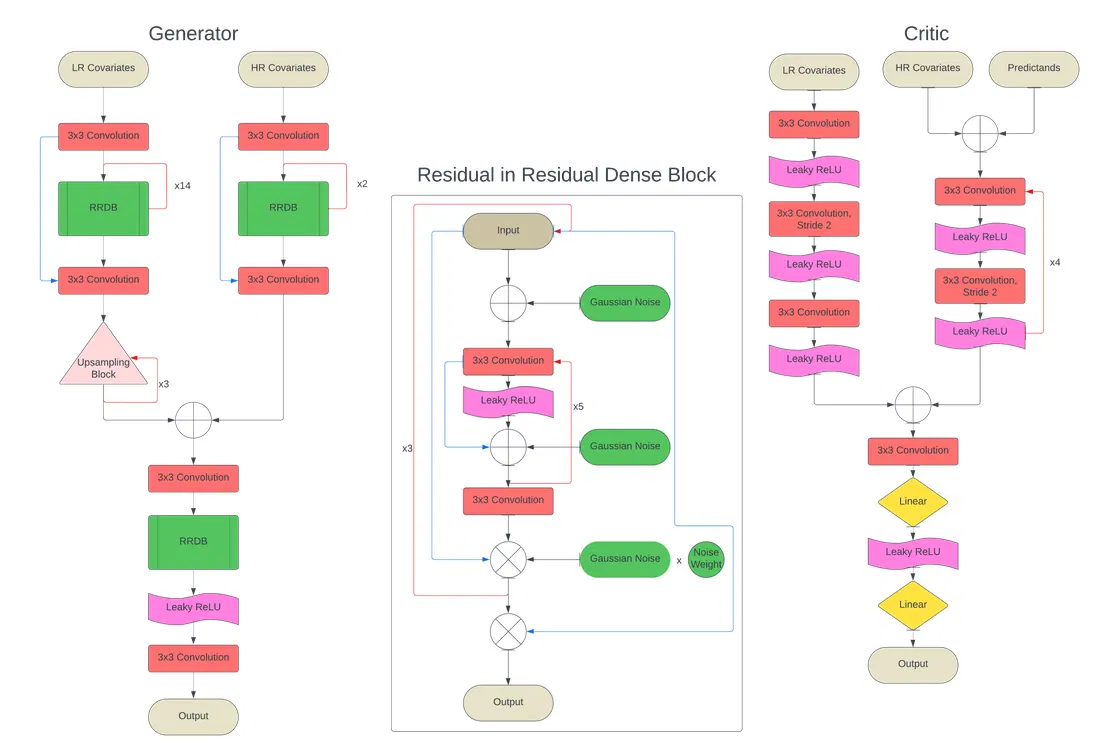 Generator
LR Covariates
HR Covariates
3x3 Convolution
3x3 Convolution
x14
x2
RRDB
RRDB
3x3 Convolution
3x3 Convolution
Upsampling
Block
x3
3x3 Convolution
RRDB
Leaky ReLU
3x3 Convolution
Output
Residual in Residual Dense Block
Input
Gaussian Noise
3x3 Convolution
Leaky ReLU
x5
Gaussian Noise
x3
3x3 Convolution
Gaussian Noise
x
Noise
Weight
Output
Critic
LR Covariates
HR Covariates
Predictands
3x3 Convolution
Leaky ReLU
3x3 Convolution,
Stride 2
Leaky ReLU
3x3 Convolution
Leaky ReLU
3x3 Convolution
Leaky ReLU
x4
3x3 Convolution,
Stride 2
Leaky ReLU
3x3 Convolution
Linear
Leaky ReLU
Linear
Output